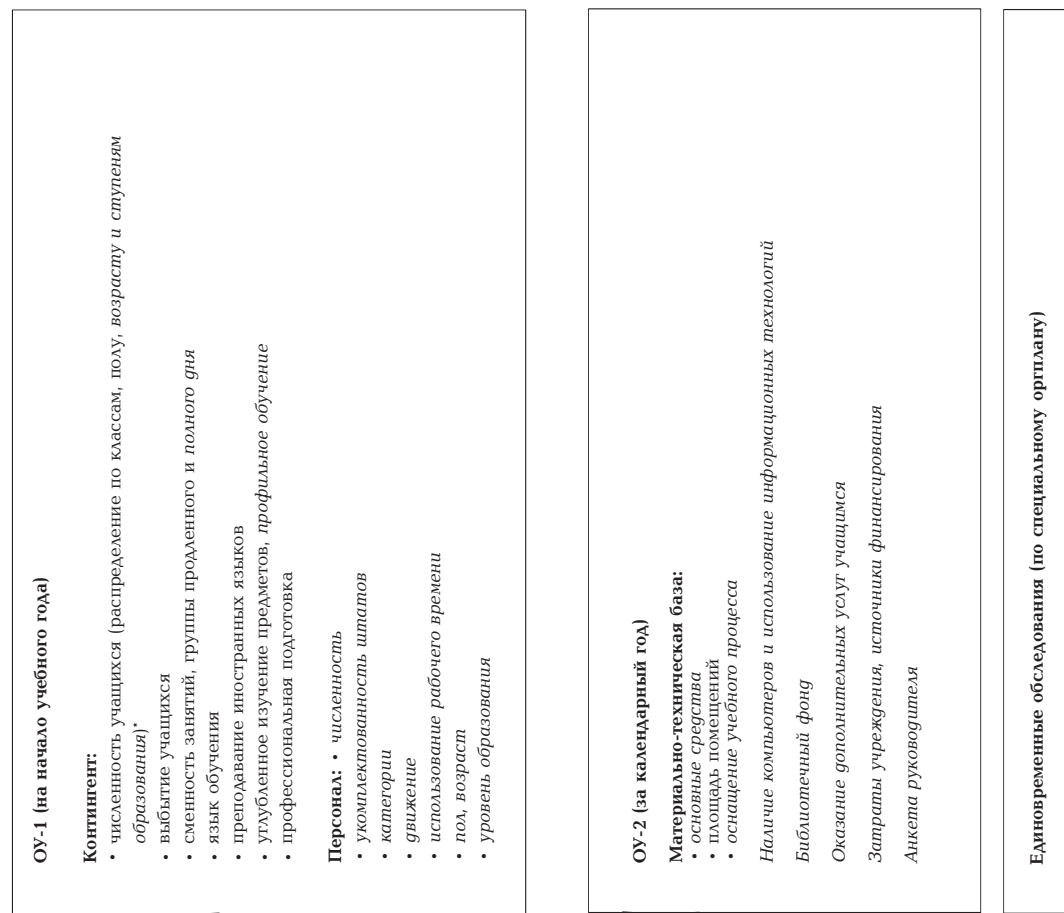 ОУ-1 (на начало учебного года)
Контингент:
• численность учащихся (распределение по классам, полу, возрасту и ступеням
образования)*
• выбытие учащихся
• сменность занятий, группы продленного и полного дня
• язык обучения
• преподавание иностранных языков
• углубленное изучение предметов, профильное обучение
• профессиональная подготовка
Персонал: • численность
• укомплектованность штатов
• категории
• движение
• использование рабочего времени
• пол, возраст
• уровень образования
ОУ-2 (за календарный год)
Материально-техническая база:
• основные средства
• площадь помещений
• оснащение учебного процесса
Наличие компьютеров и использование информационных технологий
Библиотечный фонд
Оказание дополнительных услуг учащимся
Затраты учреждения, источники финансирования
Анкета руководителя
Единовременные обследования (по специальному оргплану)